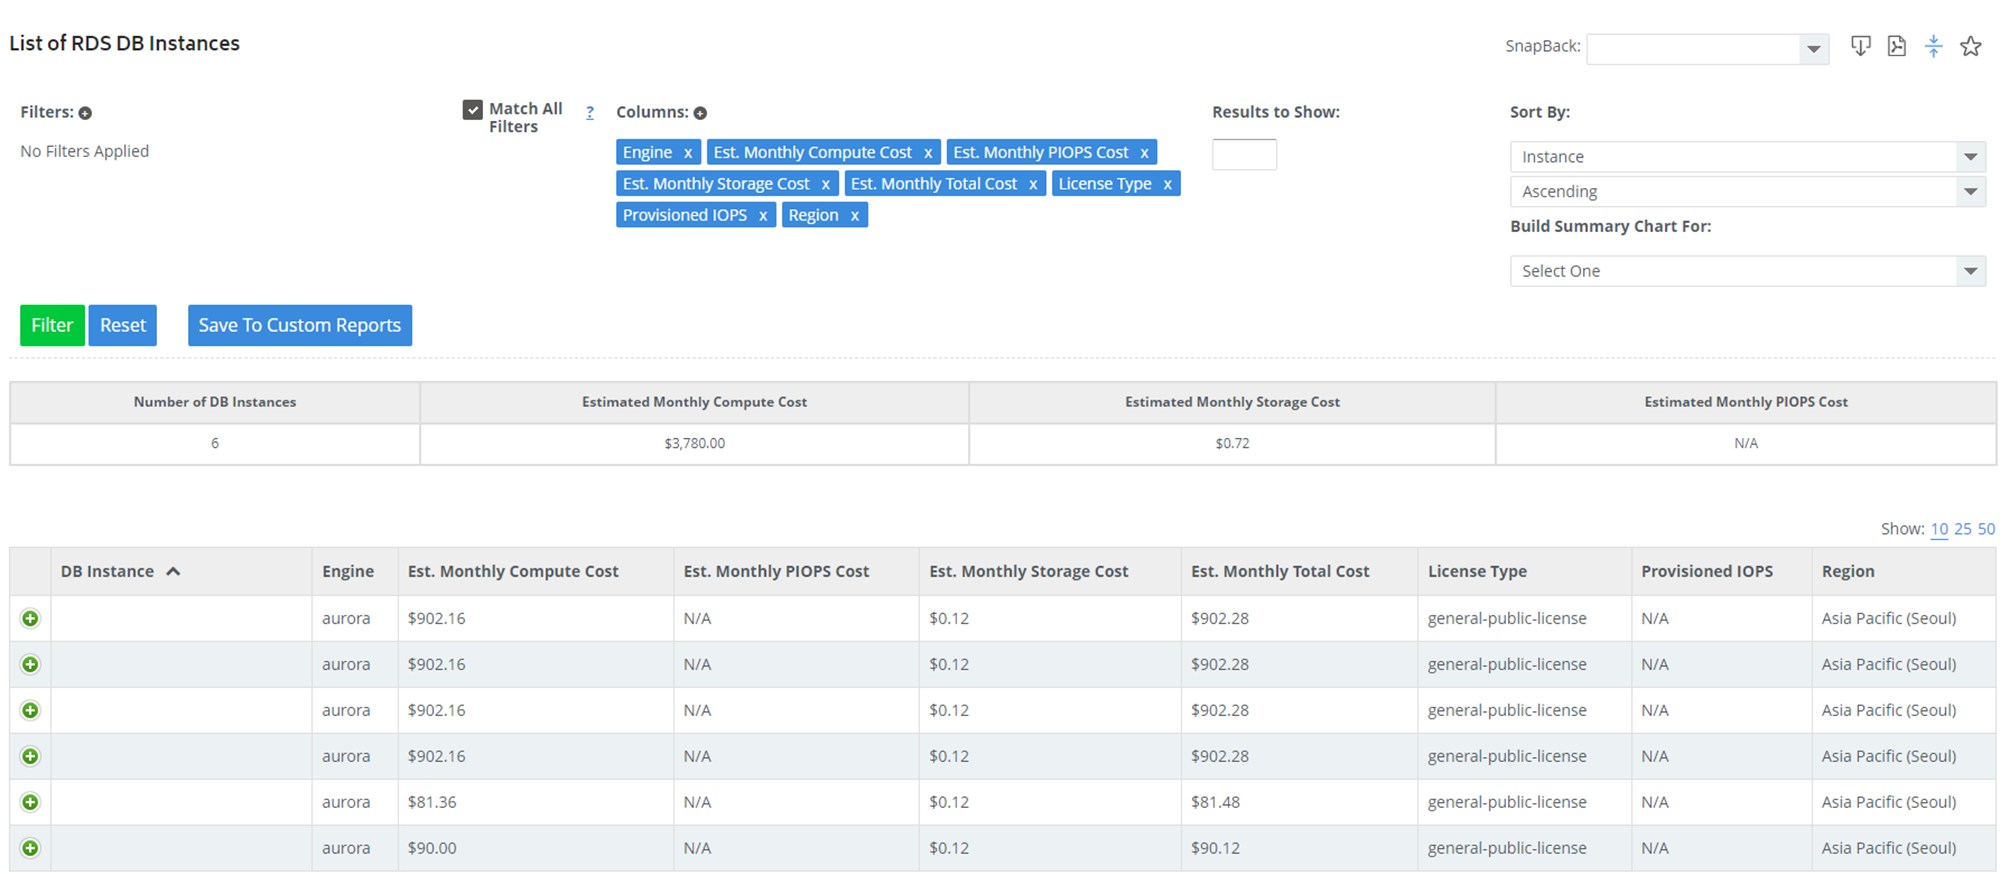 List of RDS DB Instances
SnapBack:
Filters:
Match All Filters
?
Columns:
Results to Show:
Sort By:
No Filters Applied
Engine x Est. Monthly Compute Cost x Est. Monthly PIOPS Cost x
Est. Monthly Storage Cost x Est. Monthly Total Cost x License Type x
Provisioned IOPS x Region x
Instance
Ascending
Build Summary Chart For:
Select One
Filter Reset Save To Custom Reports
Number of DB Instances Estimated Monthly Compute Cost Estimated Monthly Storage Cost Estimated Monthly PIOPS Cost
6 $3,780.00 $0.72 N/A
Show: 10 25 50
DB Instance Engine Est. Monthly Compute Cost Est. Monthly PIOPS Cost Est. Monthly Storage Cost Est. Monthly Total Cost License Type Provisioned IOPS Region
aurora $902.16 N/A $0.12 $902.28 general-public-license N/A Asia Pacific (Seoul)
aurora $902.16 N/A $0.12 $902.28 general-public-license N/A Asia Pacific (Seoul)
aurora $902.16 N/A $0.12 $902.28 general-public-license N/A Asia Pacific (Seoul)
aurora $902.16 N/A $0.12 $902.28 general-public-license N/A Asia Pacific (Seoul)
aurora $81.36 N/A $0.12 $81.48 general-public-license N/A Asia Pacific (Seoul)
aurora $90.00 N/A $0.12 $90.12 general-public-license N/A Asia Pacific (Seoul)